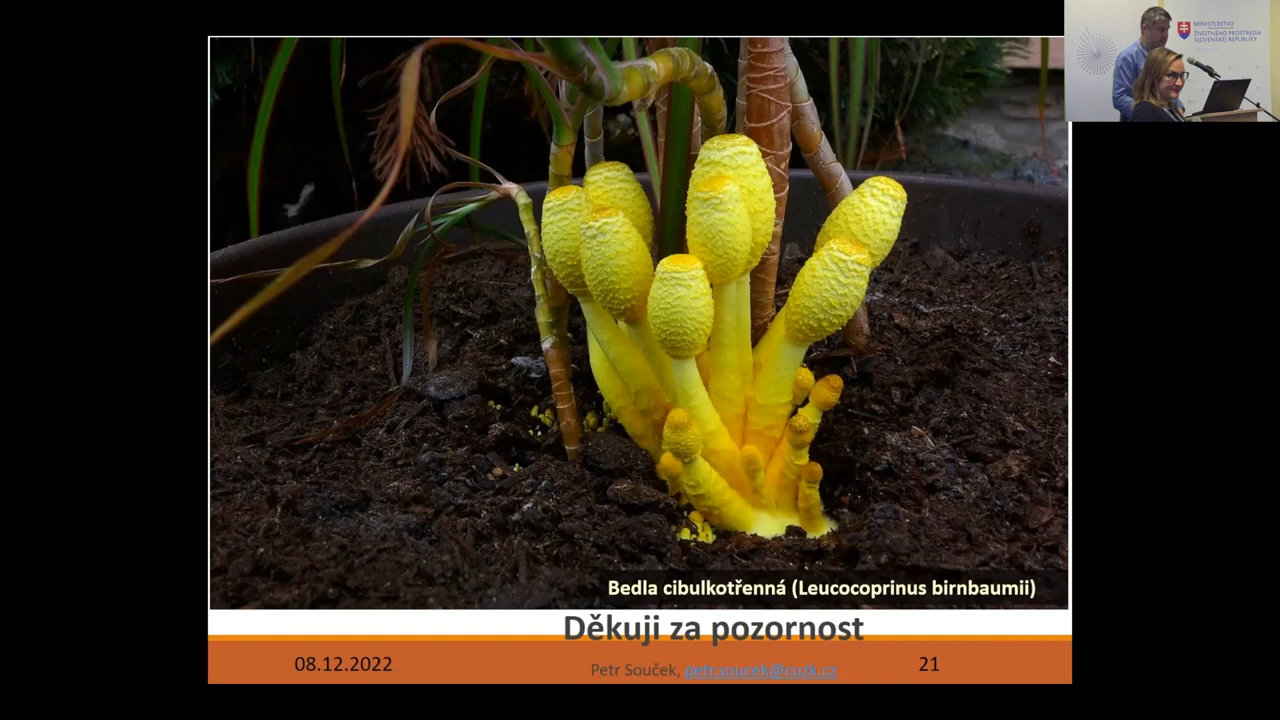 MINISTERSTVO
ŽIVOTNÉHO PROSTREDIA
SLOVENSKEJ REPUBLIKY
Bedla cibulkotřenná (Leucocoprinus birnbaumii)
Děkuji za pozornost
08.12.2022
Petr Souček, petr.soucek@cuzk.cz
21